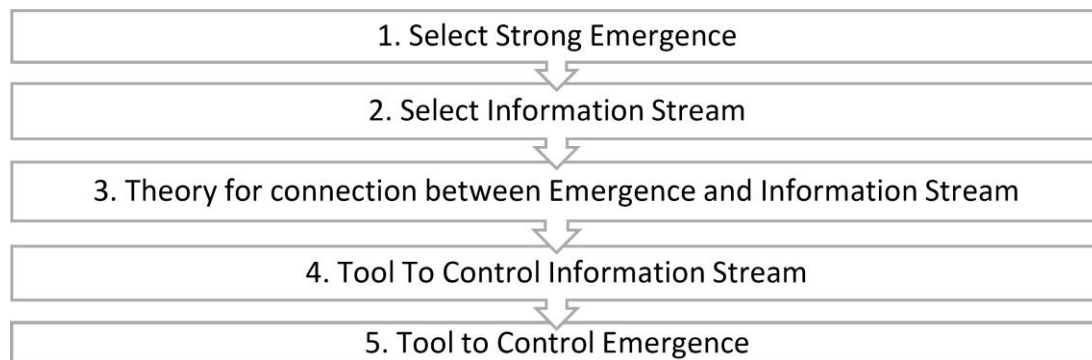 1. Select Strong Emergence
2. Select Information Stream
3. Theory for connection between Emergence and Information Stream
4. Tool To Control Information Stream
5. Tool to Control Emergence